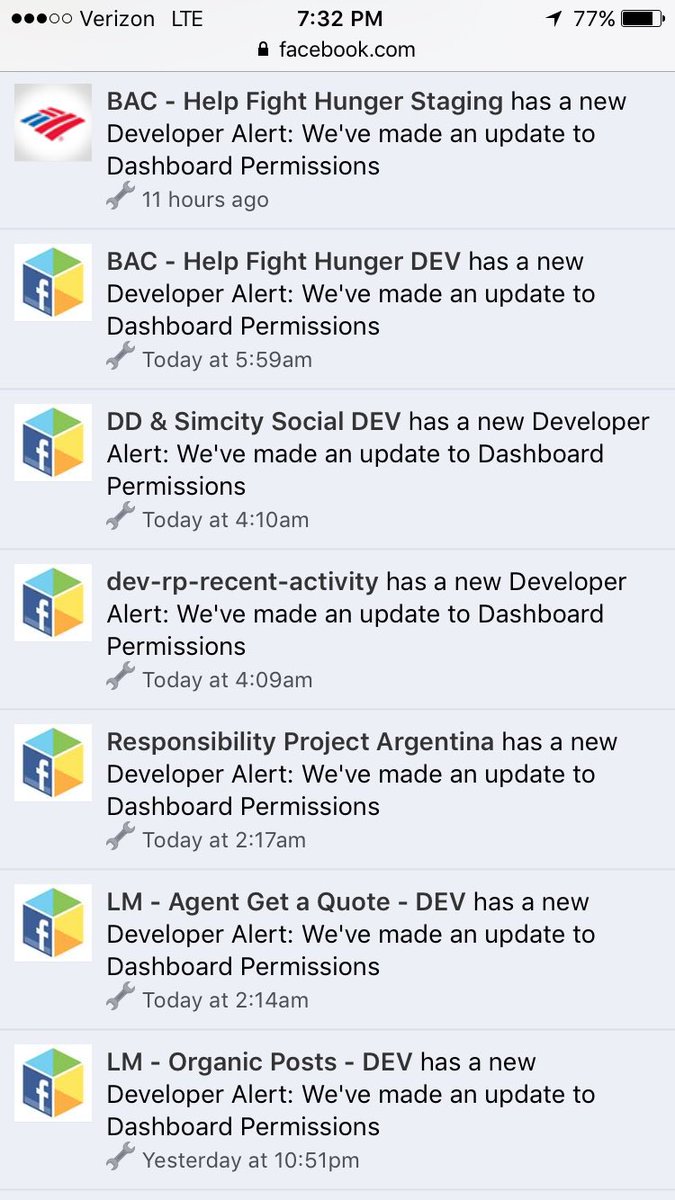 Verizon LTE 7:32 PM 77%
facebook.com
BAC - Help Fight Hunger Staging has a new
Developer Alert: We've made an update to
Dashboard Permissions
11 hours ago
BAC - Help Fight Hunger DEV has a new
Developer Alert: We've made an update to
Dashboard Permissions
Today at 5:59am
DD & Simcity Social DEV has a new Developer
Alert: We've made an update to Dashboard
Permissions
Today at 4:10am
dev-rp-recent-activity has a new Developer
Alert: We've made an update to Dashboard
Permissions
Today at 4:09am
Responsibility Project Argentina has a new
Developer Alert: We've made an update to
Dashboard Permissions
Today at 2:17am
LM - Agent Get a Quote - DEV has a new
Developer Alert: We've made an update to
Dashboard Permissions
Today at 2:14am
LM - Organic Posts - DEV has a new
Developer Alert: We've made an update to
Dashboard Permissions
Yesterday at 10:51pm